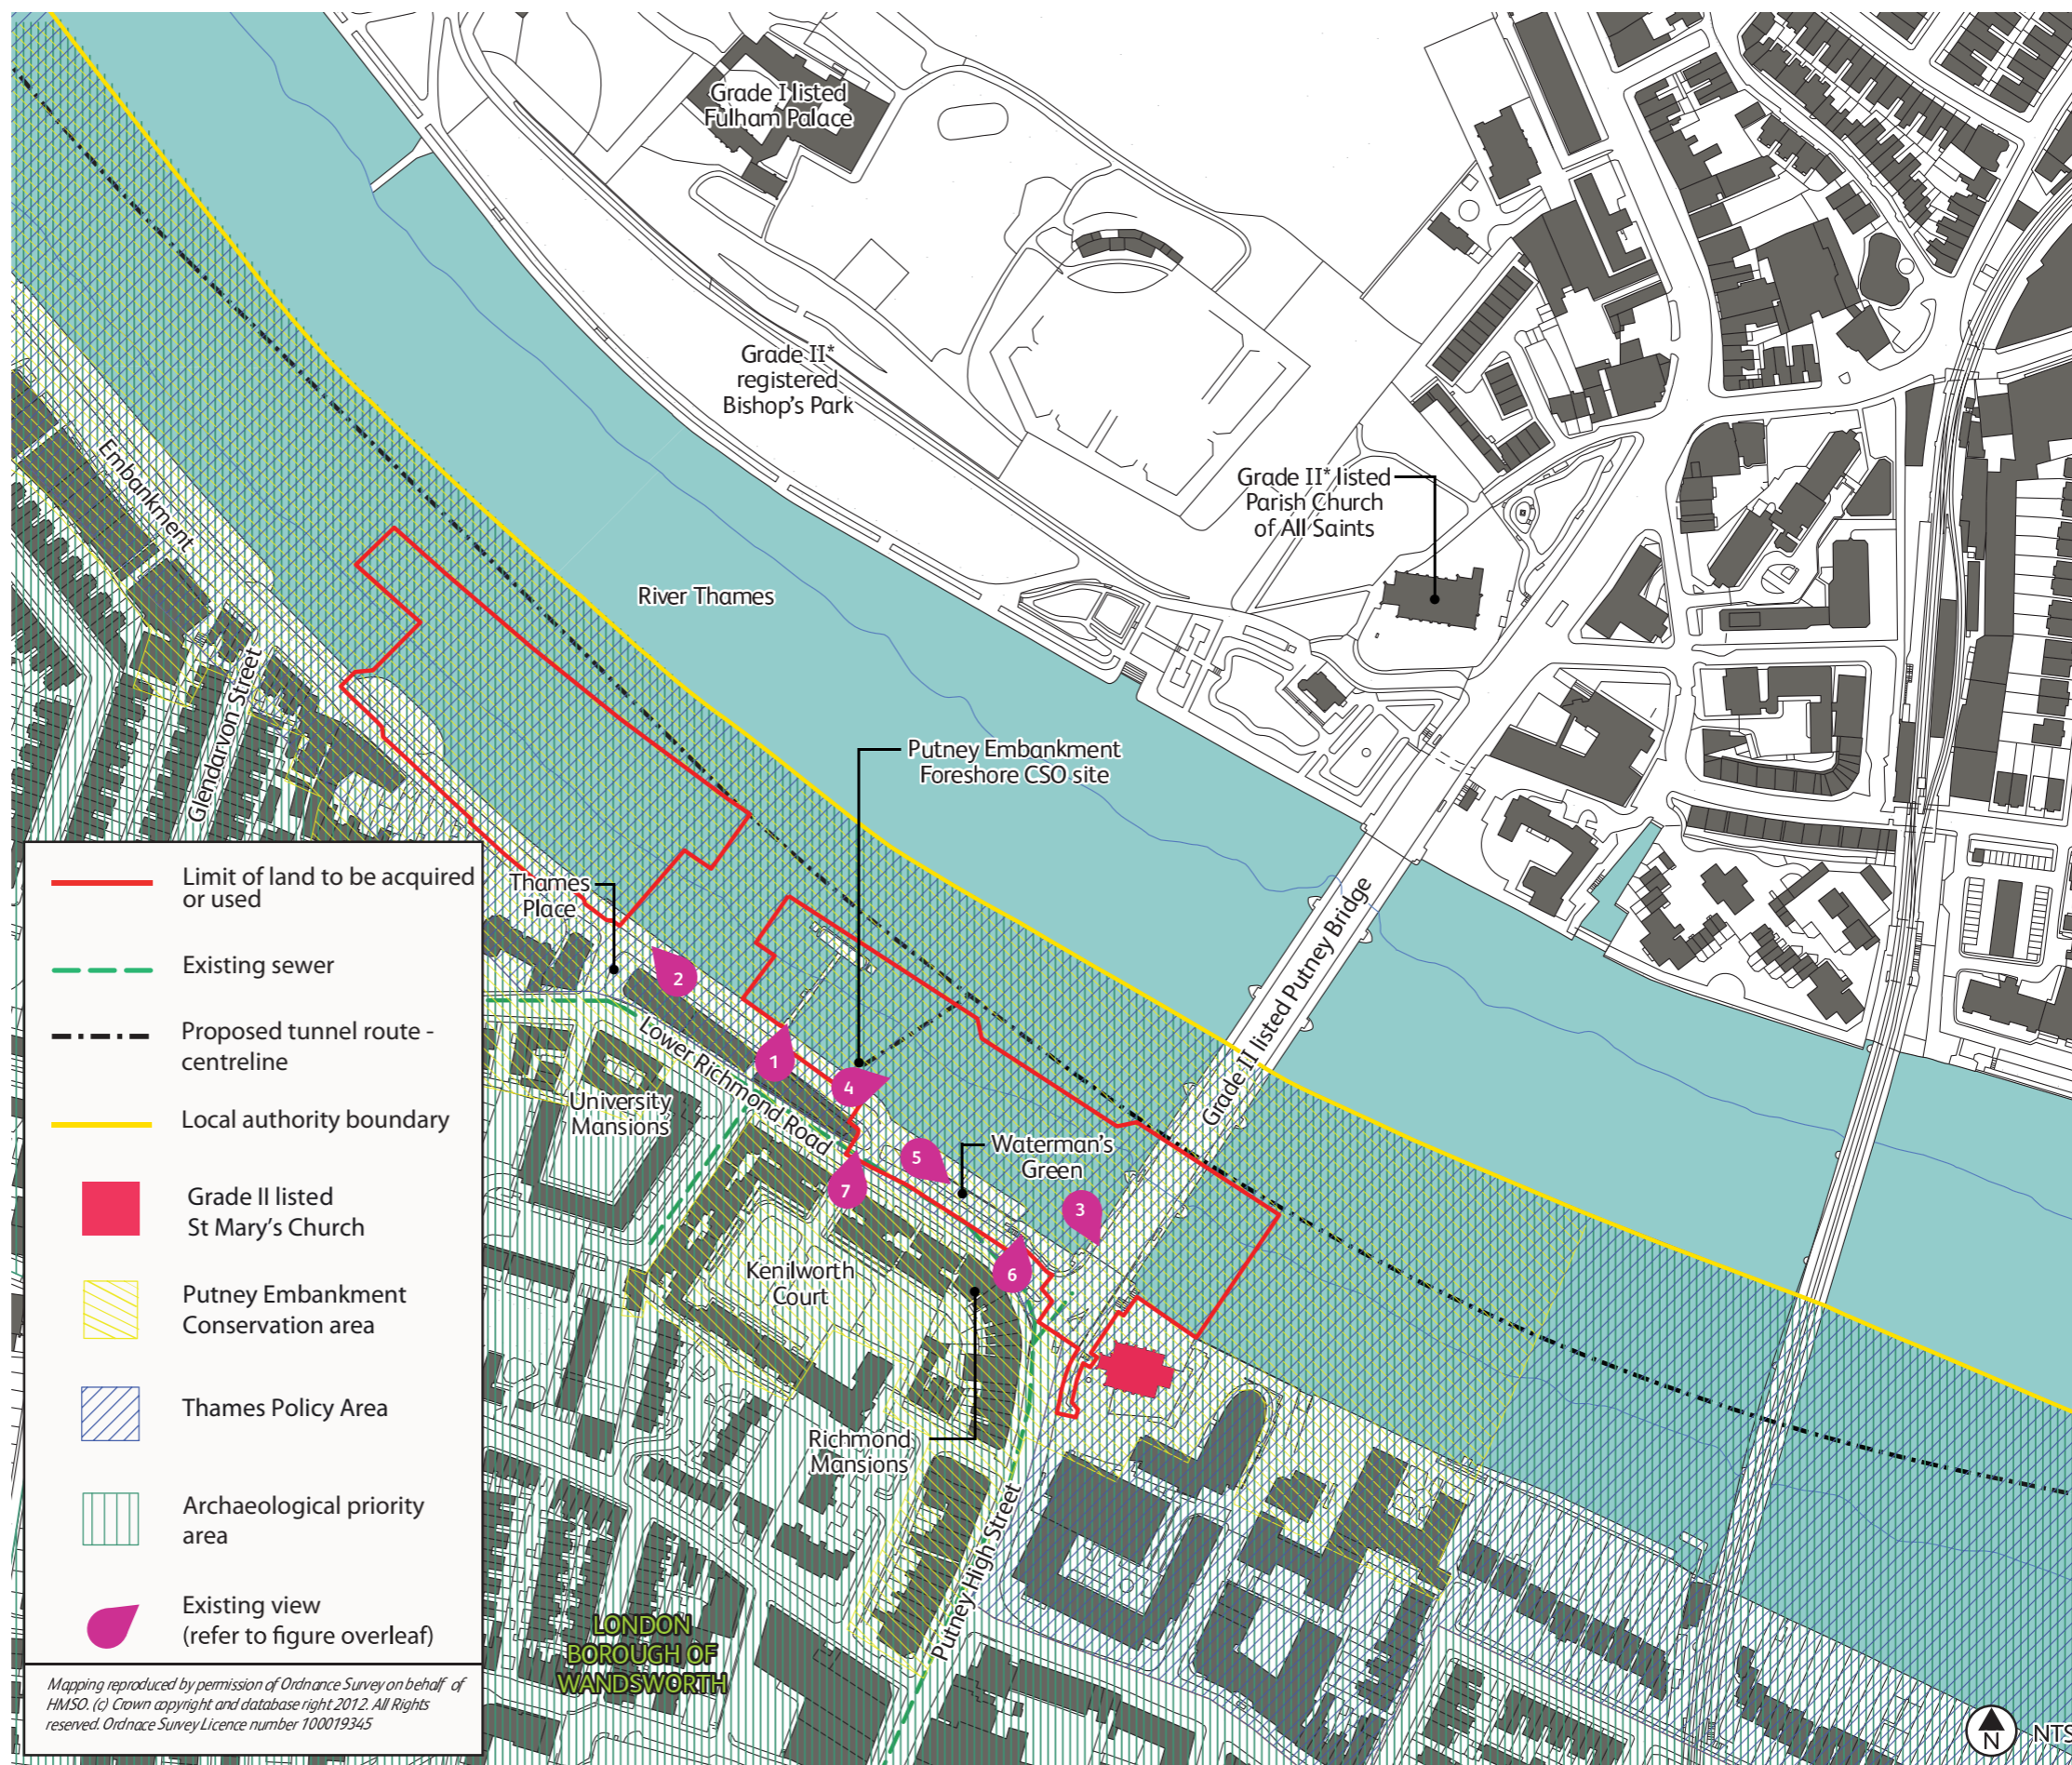 Grade I listed
Fulham Palace
Grade II*
registered
Bishop's Park
Grade II* listed
Parish Church
of All Saints
Embankment
River Thames
Glendarvon Street
Putney Embankment
Foreshore CSO site
Grade II listed Putney Bridge
Thames
Place
2
1
4
Lower Richmond Road
University
Mansions
5
Waterman's
Green
7
3
6
Kenilworth
Court
Richmond
Mansions
Putney High Street
LONDON
BOROUGH OF
WANDSWORTH
Limit of land to be acquired
or used
Existing sewer
Proposed tunnel route -
centreline
Local authority boundary
Grade II listed
St Mary's Church
Putney Embankment
Conservation area
Thames Policy Area
Archaeological priority
area
Existing view
(refer to figure overleaf)
Mapping reproduced by permission of Ordnance Survey on behalf of
HMSO. (c) Crown copyright and database right 2012. All Rights
reserved. Ordnace Survey Licence number 100019345
N
NTS